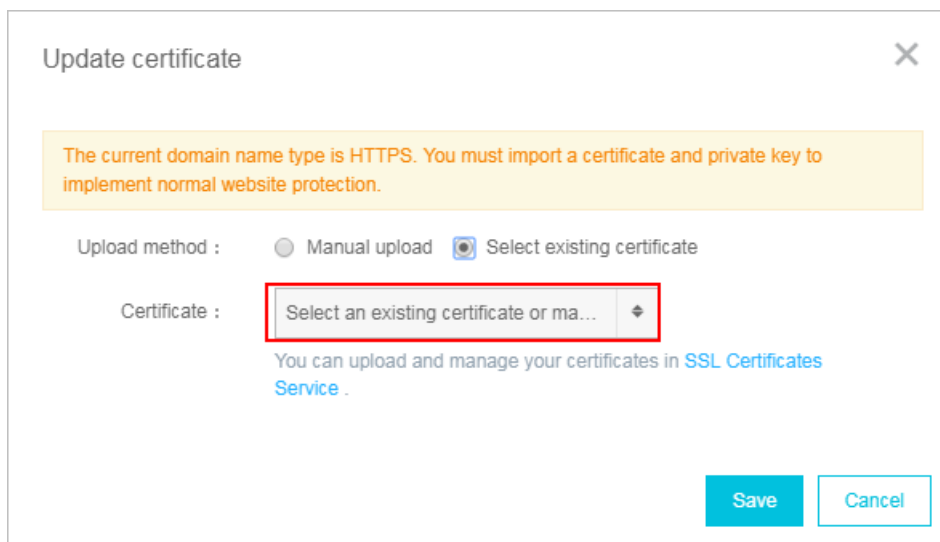 Update certificate
The current domain name type is HTTPS. You must import a certificate and private key to
implement normal website protection.
Upload method : Manual upload Select existing certificate
Certificate : Select an existing certificate or ma...
You can upload and manage your certificates in SSL Certificates
Service .
Save Cancel